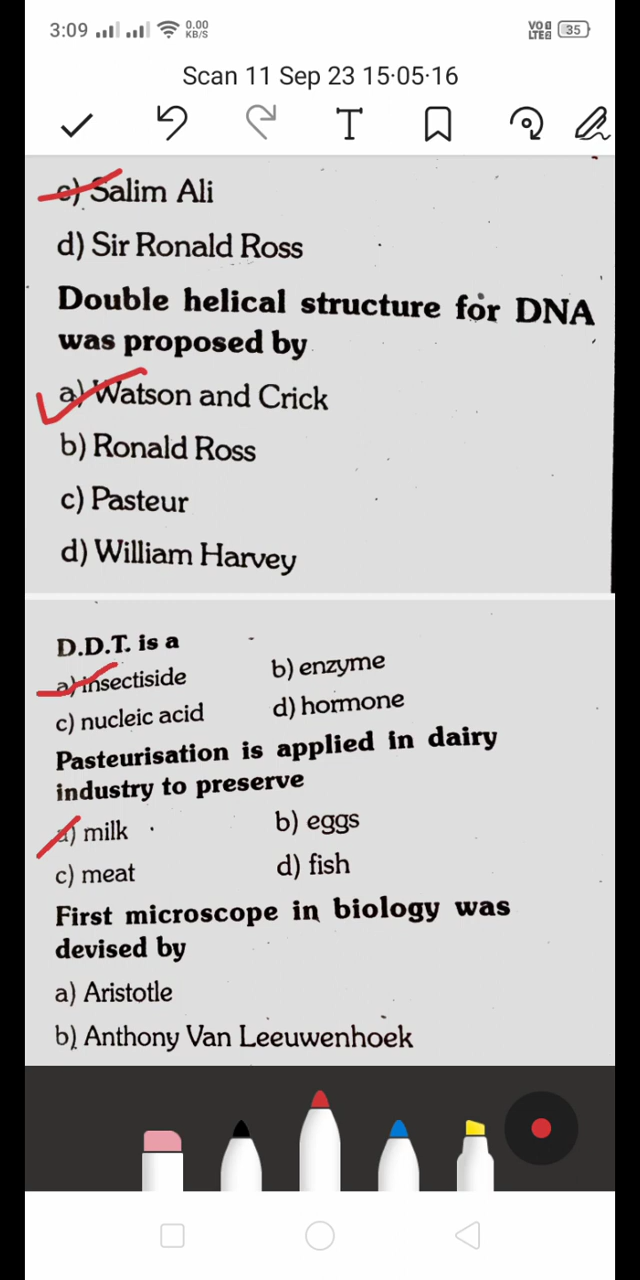 3:09
0.00
KB/S
VO
LTE
35
Scan 11 Sep 23 15·05·16
T
c) Salim Ali
d) Sir Ronald Ross
Double helical structure for DNA
was proposed by
a) Watson and Crick
b) Ronald Ross
c) Pasteur
d) William Harvey
D.D.T. is a
a) insectiside b) enzyme
c) nucleic acid d) hormone
Pasteurisation is applied in dairy
industry to preserve
a) milk b) eggs
c) meat d) fish
First microscope in biology was
devised by
a) Aristotle
b) Anthony Van Leeuwenhoek